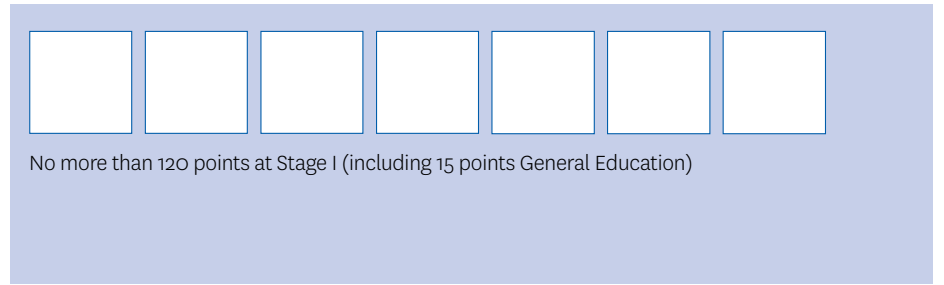 No more than 120 points at Stage I (including 15 points General Education)